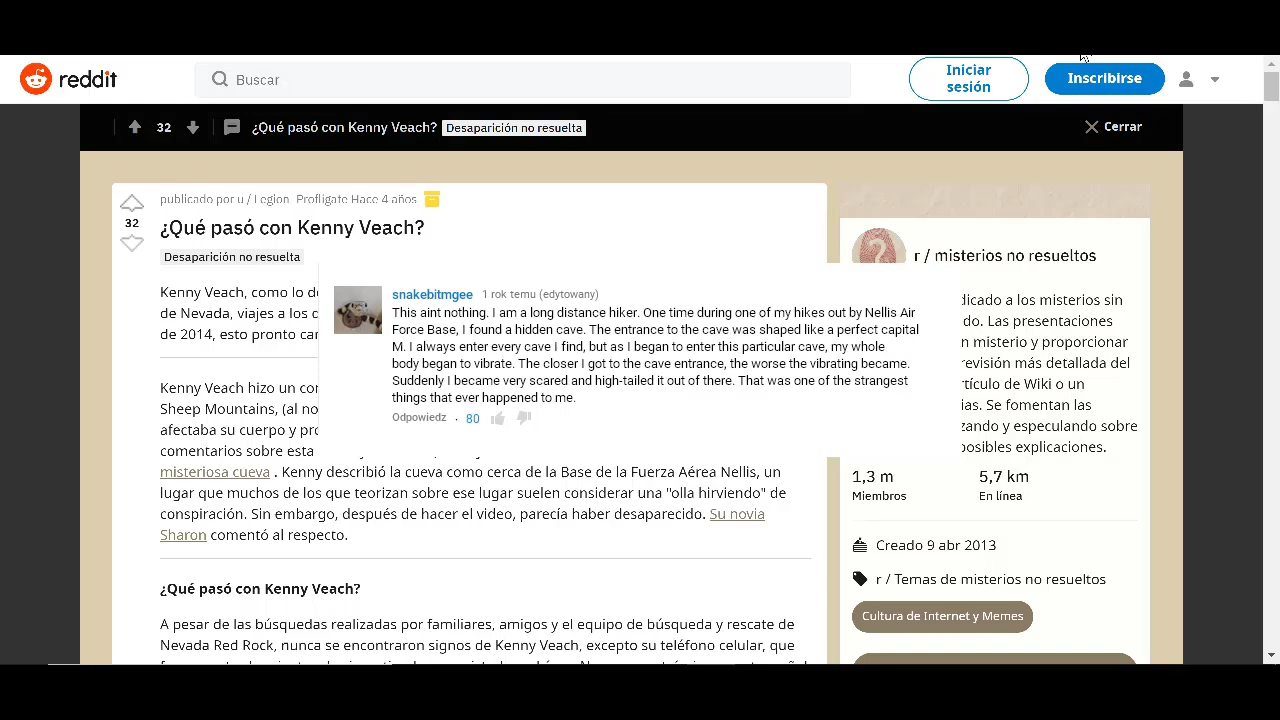 reddit
Buscar
Iniciar
sesión
Inscribirse
32
¿Qué pasó con Kenny Veach?
Desaparición no resuelta
Cerrar
publicado por u / Legion_Profligate Hace 4 años
32
¿Qué pasó con Kenny Veach?
Desaparición no resuelta
Kenny Veach, como lo d
de Nevada, viajes a los d
de 2014, esto pronto car
Kenny Veach hizo un cor
Sheep Mountains, (al no
afectaba su cuerpo y pro
comentarios sobre esta
misteriosa cueva . Kenny describió la cueva como cerca de la Base de la Fuerza Aérea Nellis, un
lugar que muchos de los que teorizan sobre ese lugar suelen considerar una "olla hirviendo" de
conspiración. Sin embargo, después de hacer el video, parecía haber desaparecido. Su novia
Sharon comentó al respecto.
¿Qué pasó con Kenny Veach?
A pesar de las búsquedas realizadas por familiares, amigos y el equipo de búsqueda y rescate de
Nevada Red Rock, nunca se encontraron signos de Kenny Veach, excepto su teléfono celular, que
snakebitmgee 1 rok temu (edytowany)
This aint nothing. I am a long distance hiker. One time during one of my hikes out by Nellis Air
Force Base, I found a hidden cave. The entrance to the cave was shaped like a perfect capital
M. I always enter every cave I find, but as I began to enter this particular cave, my whole
body began to vibrate. The closer I got to the cave entrance, the worse the vibrating became.
Suddenly I became very scared and high-tailed it out of there. That was one of the strangest
things that ever happened to me.
Odpowiedz · 80
r / misterios no resueltos
dicado a los misterios sin
do. Las presentaciones
n misterio y proporcionar
revisión más detallada del
rtículo de Wiki o un
ias. Se fomentan las
zando y especulando sobre
posibles explicaciones.
1,3 m
Miembros
5,7 km
En línea
Creado 9 abr 2013
r / Temas de misterios no resueltos
Cultura de Internet y Memes